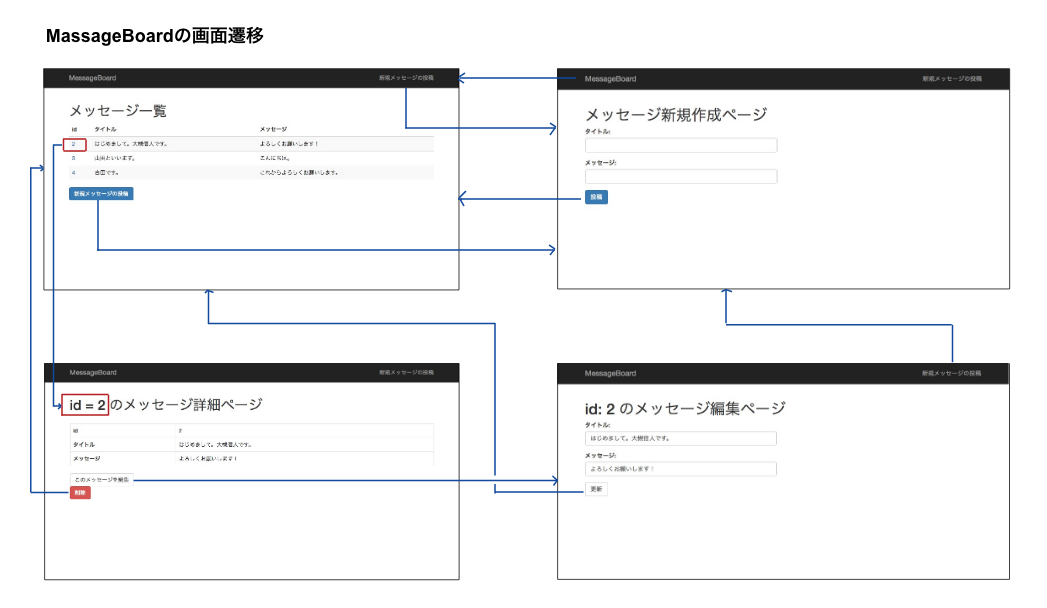 MassageBoardの画面遷移
MessageBoard 新規メッセージの投稿
メッセージ一覧
id タイトル メッセージ
2 はじめまして。大槻信人です。 よろしくお願いします！
3 山田といいます。 こんにちは。
4 吉田です。 これからよろしくお願いします。
新規メッセージの投稿
MessageBoard 新規メッセージの投稿
メッセージ新規作成ページ
タイトル:
メッセージ:
投稿
MessageBoard 新規メッセージの投稿
id = 2 のメッセージ詳細ページ
id 2
タイトル はじめまして。大槻信人です。
メッセージ よろしくお願いします！
このメッセージを編集
削除
MessageBoard 新規メッセージの投稿
id: 2 のメッセージ編集ページ
タイトル:
はじめまして。大槻信人です。
メッセージ:
よろしくお願いします！
更新